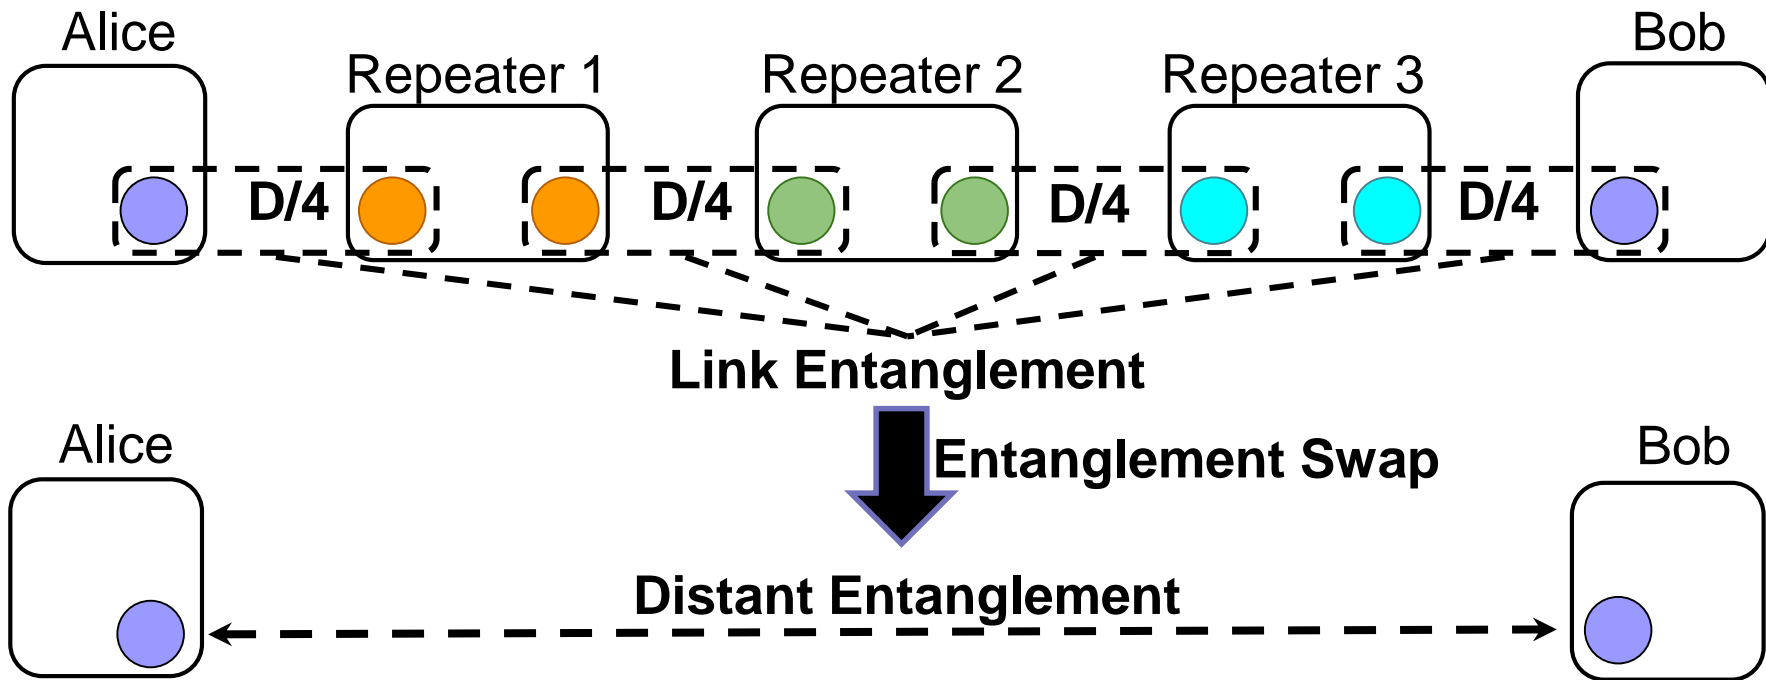 Alice
Bob
Repeater 1
Repeater 2
Repeater 3
D/4
D/4
D/4
D/4
Link Entanglement
Entanglement Swap
Alice
Bob
Distant Entanglement